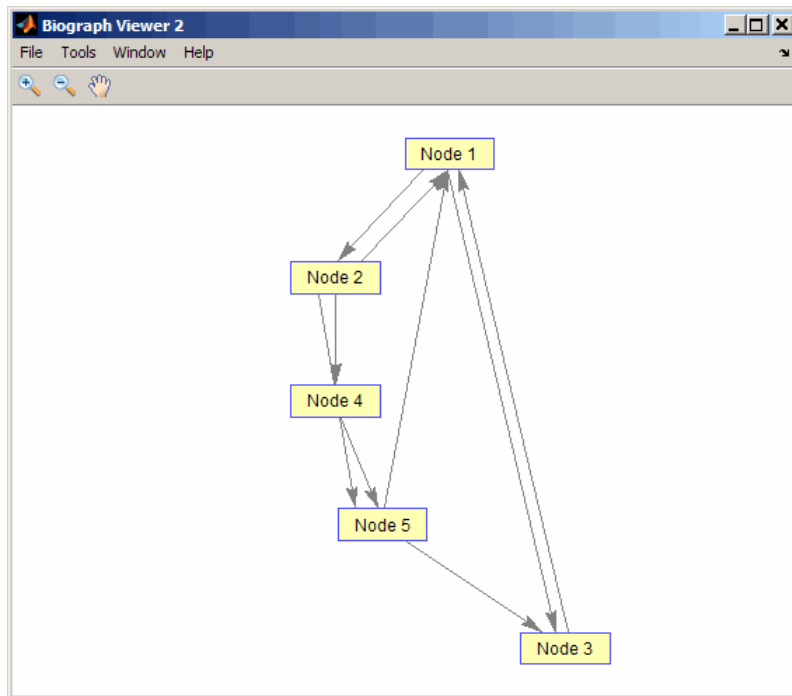 Biograph Viewer 2
File Tools Window Help
Node 1
Node 2
Node 4
Node 5
Node 3